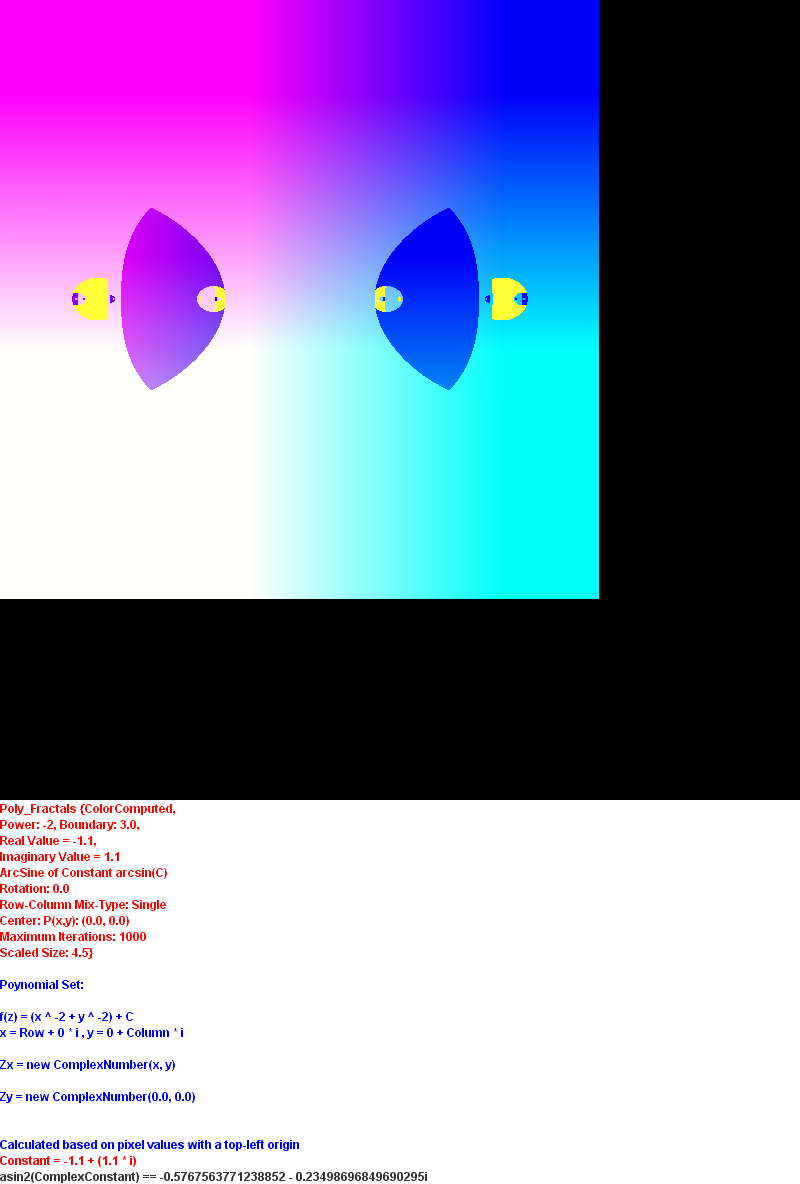 Poly_Fractals {ColorComputed,
Power: -2, Boundary: 3.0,
Real Value = -1.1,
Imaginary Value = 1.1
ArcSine of Constant arcsin(C)
Rotation: 0.0
Row-Column Mix-Type: Single
Center: P(x,y): (0.0, 0.0)
Maximum Iterations: 1000
Scaled Size: 4.5}
Poynomial Set:
f(z) = (x ^ -2 + y ^ -2) + C
x = Row + 0 * i , y = 0 + Column * i
Zx = new ComplexNumber(x, y)
Zy = new ComplexNumber(0.0, 0.0)
Calculated based on pixel values with a top-left origin
Constant = -1.1 + (1.1 * i)
asin2(ComplexConstant) == -0.5767563771238852 - 0.23498696849690295i